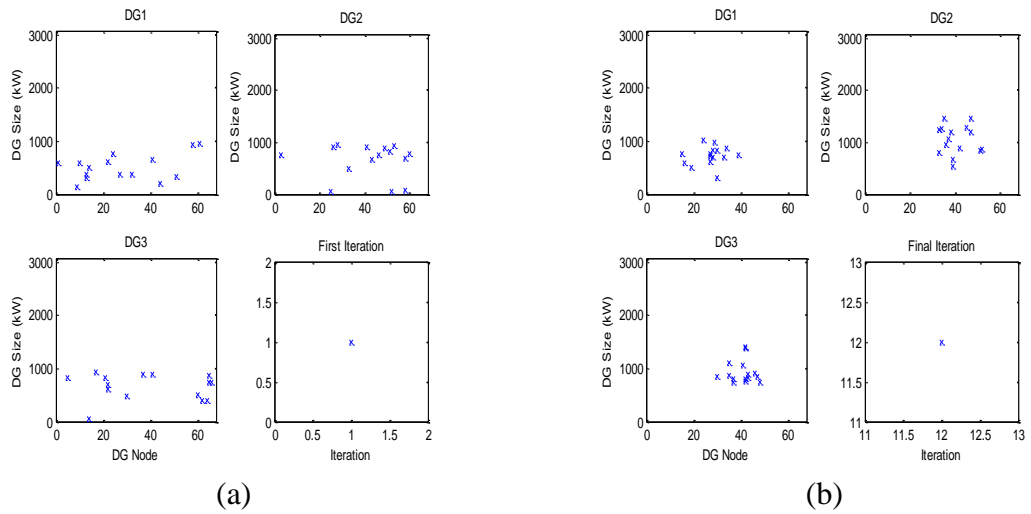 DG1
DG2
3000
2000
1000
0
DG Size (kW)
0 20 40 60
3000
2000
1000
0
DG Size (kW)
0 20 40 60
DG3
First Iteration
3000
2000
1000
0
DG Size (kW)
0 20 40 60
DG Node
2
1.5
1
0.5
0
0 0.5 1 1.5 2
Iteration
(a)
DG1
DG2
3000
2000
1000
0
DG Size (kW)
0 20 40 60
3000
2000
1000
0
DG Size (kW)
0 20 40 60
DG3
Final Iteration
3000
2000
1000
0
DG Size (kW)
0 20 40 60
DG Node
13
12.5
12
11.5
11
11 11.5 12 12.5 13
Iteration
(b)